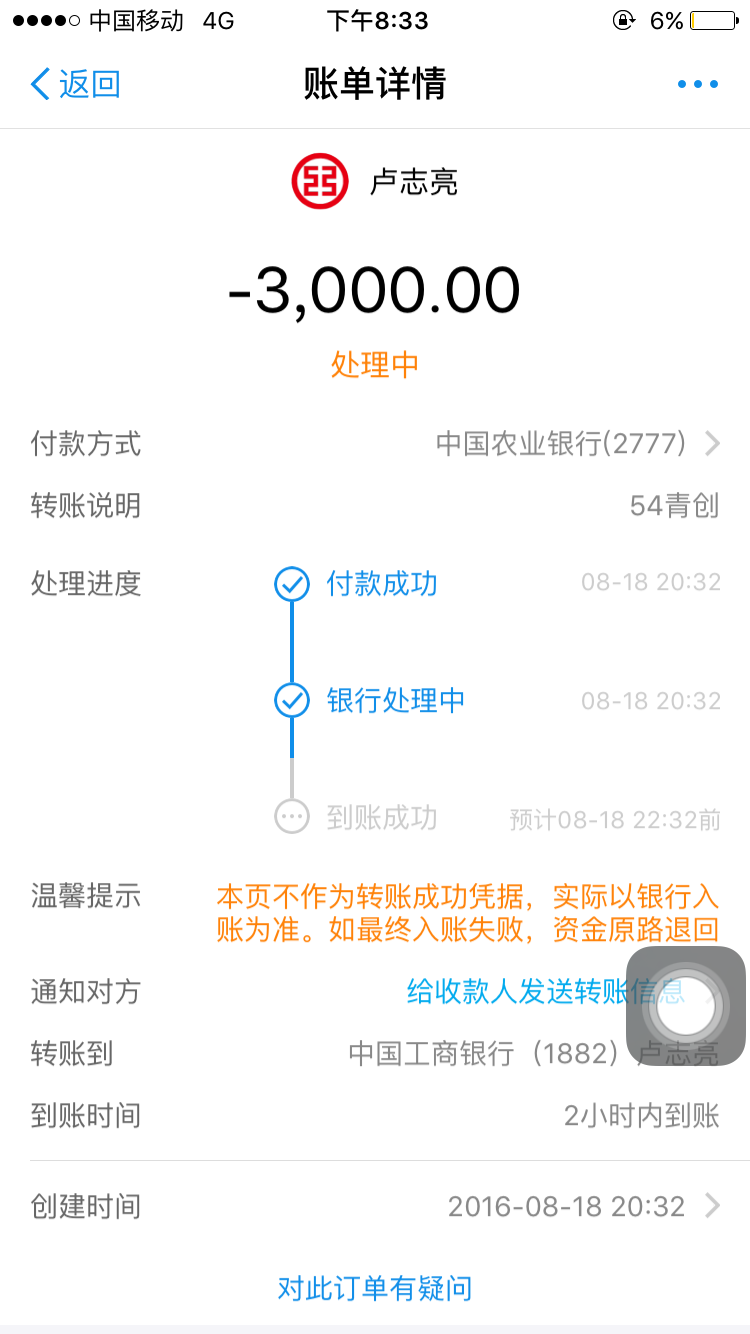 中国移动 4G 下午8:33 6%
返回 账单详情
卢志亮
-3,000.00
处理中
付款方式 中国农业银行(2777)
转账说明 54青创
处理进度 付款成功 08-18 20:32
银行处理中 08-18 20:32
到账成功 预计08-18 22:32前
温馨提示 本页不作为转账成功凭据，实际以银行入
账为准。如最终入账失败，资金原路退回
通知对方 给收款人发送转账信息
转账到 中国工商银行（1882）卢志亮
到账时间 2小时内到账
创建时间 2016-08-18 20:32
对此订单有疑问